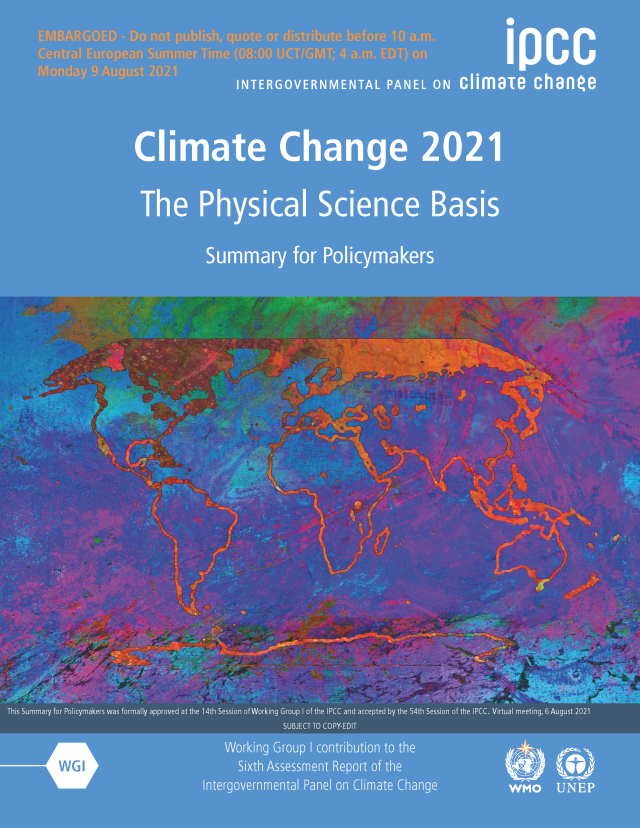 EMBARGOED - Do not publish, quote or distribute before 10 a.m.
Central European Summer Time (08:00 UCT/GMT; 4 a.m. EDT) on
Monday 9 August 2021
ipcc
INTERGOVERNMENTAL PANEL ON climate change
Climate Change 2021
The Physical Science Basis
Summary for Policymakers
This Summary for Policymakers was formally approved at the 14th Session of Working Group I of the IPCC and accepted by the 54th Session of the IPCC. Virtual meeting, 6 August 2021
SUBJECT TO COPY-EDIT
WGI
Working Group I contribution to the
Sixth Assessment Report of the
Intergovernmental Panel on Climate Change
WMO
UNEP